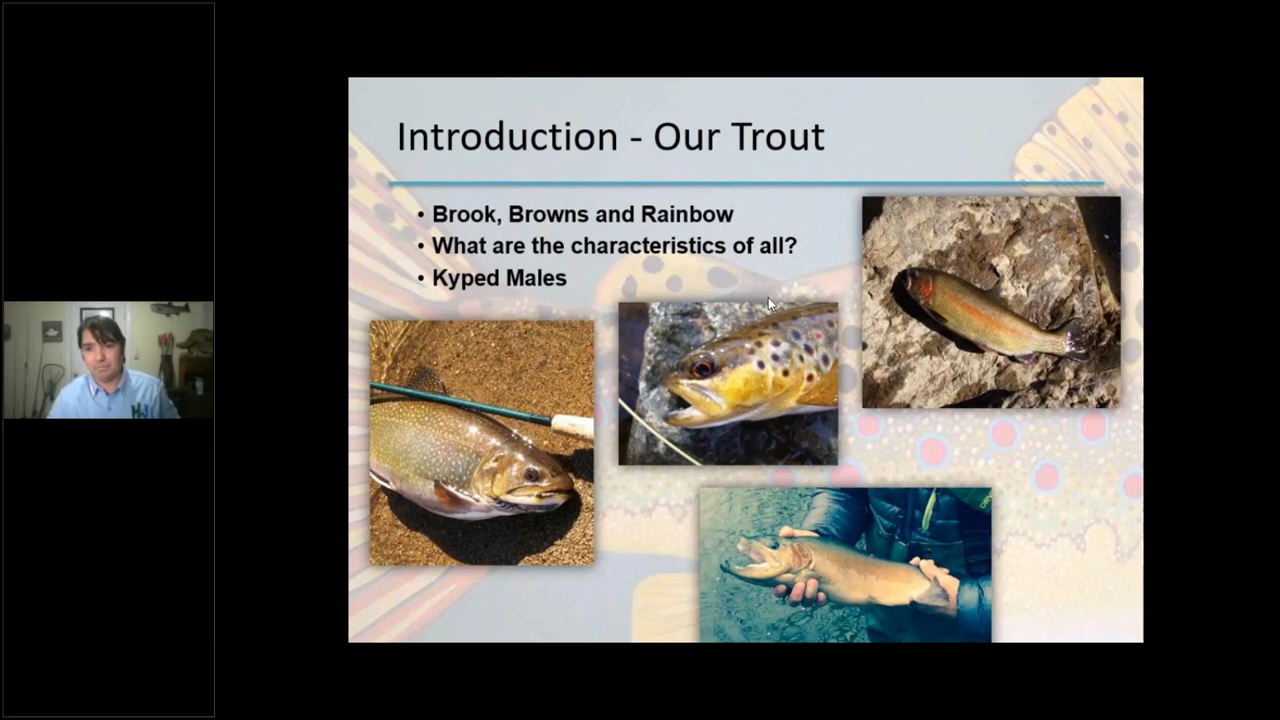 Introduction - Our Trout
• Brook, Browns and Rainbow
• What are the characteristics of all?
• Kyped Males